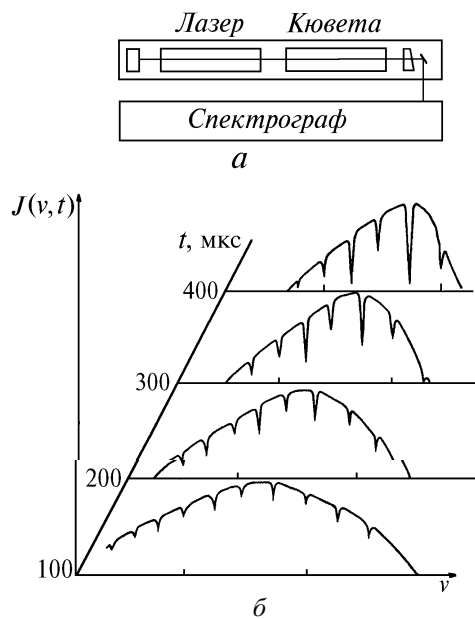 Лазер Кювета
Спектрограф
а
J(ν,t)
t, мкс
400
300
200
100
ν
б